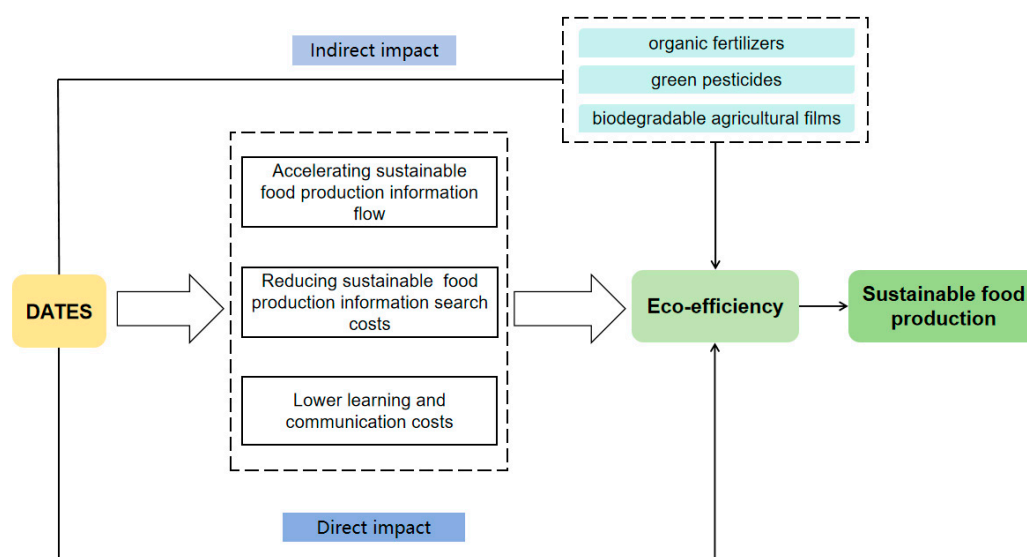 Indirect impact
organic fertilizers
green pesticides
biodegradable agricultural films
Accelerating sustainable
food production information
flow
DATES
Reducing sustainable food
production information search
costs
Eco-efficiency
Sustainable food
production
Lower learning and
communication costs
Direct impact